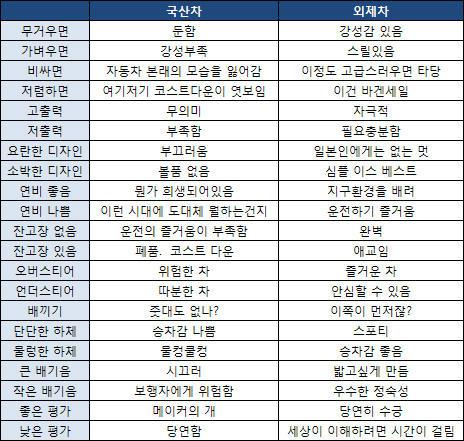 국산차 외제차
무거우면 둔함 강성감 있음
가벼우면 강성부족 스릴있음
비싸면 자동차 본래의 모습을 잃어감 이정도 고급스러우면 타당
저렴하면 여기저기 코스트다운이 엿보임 이건 바겐세일
고출력 무의미 자극적
저출력 부족함 필요충분함
요란한 디자인 부끄러움 일본인에게는 없는 멋
소박한 디자인 볼품 없음 심플 이스 베스트
연비 좋음 뭔가 희생되어있음 지구환경을 배려
연비 나쁨 이런 시대에 도대체 뭘하는건지 운전하기 즐거움
잔고장 없음 운전의 즐거움이 부족함 완벽
잔고장 있음 폐품. 코스트 다운 애교임
오버스티어 위험한 차 즐거운 차
언더스티어 따분한 차 안심할 수 있음
배끼기 줏대도 없나? 이쪽이 먼저잖?
단단한 하체 승차감 나쁨 스포티
물렁한 하체 물컹물컹 승차감 좋음
큰 배기음 시끄러 밟고싶게 만듬
작은 배기음 보행자에게 위험함 우수한 정숙성
좋은 평가 메이커의 개 당연히 수긍
낮은 평가 당연함 세상이 이해하려면 시간이 걸림